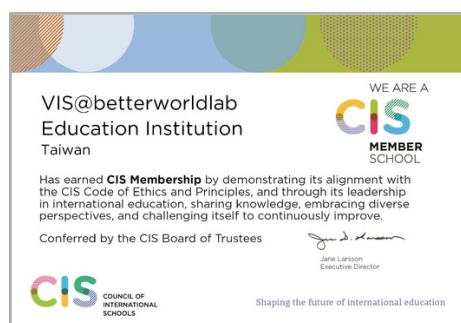 VIS@betterworldlab
Education Institution
Taiwan
WE ARE A
CIS
MEMBER
SCHOOL
Has earned CIS Membership by demonstrating its alignment with
the CIS Code of Ethics and Principles, and through its leadership
in international education, sharing knowledge, embracing diverse
perspectives, and challenging itself to continuously improve.
Conferred by the CIS Board of Trustees
Jane Larsson
Executive Director
CIS
COUNCIL OF
INTERNATIONAL
SCHOOLS
Shaping the future of international education